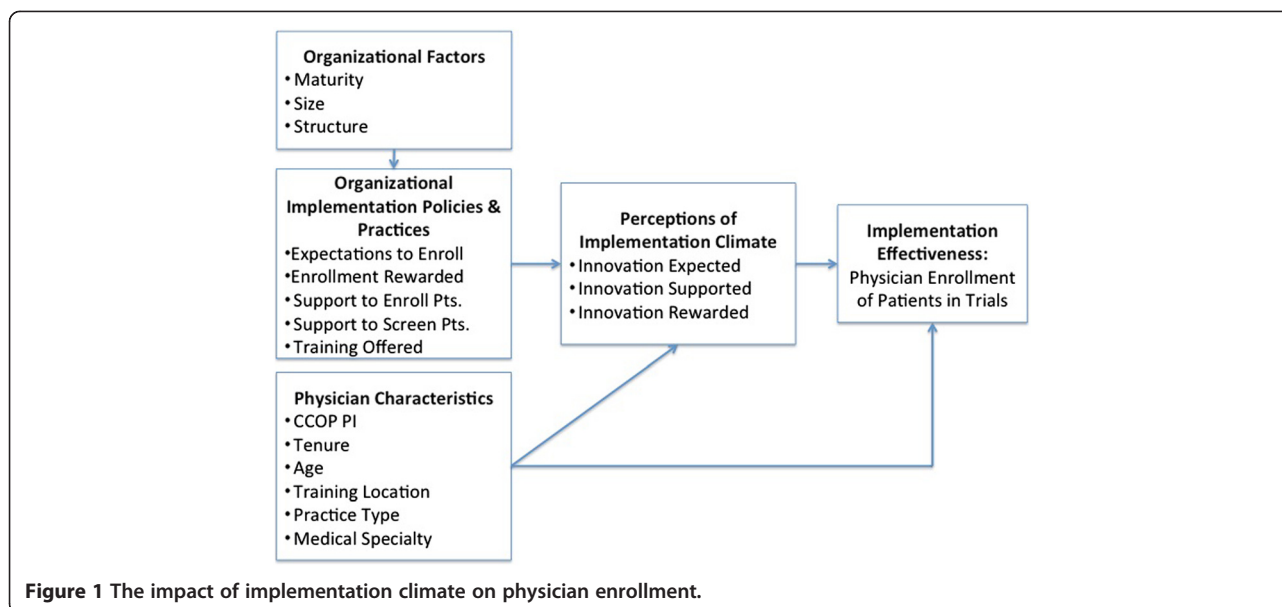 Organizational Factors
• Maturity
• Size
• Structure
Organizational
Implementation Policies &
Practices
•Expectations to Enroll
•Enrollment Rewarded
• Support to Enroll Pts.
• Support to Screen Pts.
• Training Offered
Perceptions of
Implementation Climate
• Innovation Expected
• Innovation Supported
• Innovation Rewarded
Implementation
Effectiveness:
Physician Enrollment
of Patients in Trials
Physician Characteristics
• CCOP PI
• Tenure
• Age
• Training Location
• Practice Type
• Medical Specialty
Figure 1 The impact of implementation climate on physician enrollment.